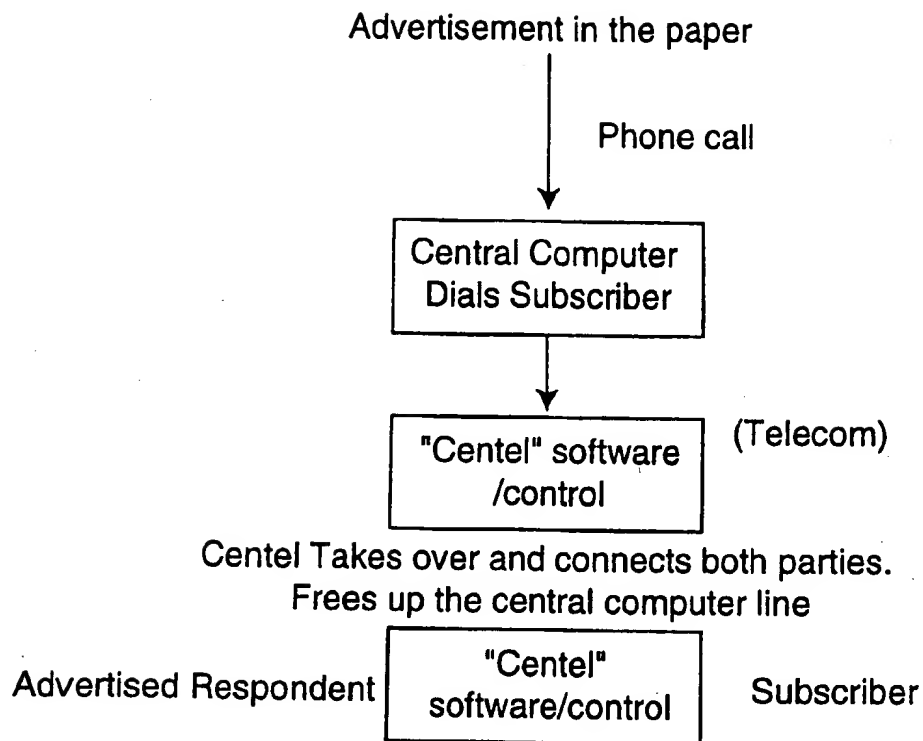 Advertisement in the paper
Phone call
Central Computer
Dials Subscriber
"Centel" software
/control
(Telecom)
Centel Takes over and connects both parties.
Frees up the central computer line
Advertised Respondent
"Centel"
software/control
Subscriber